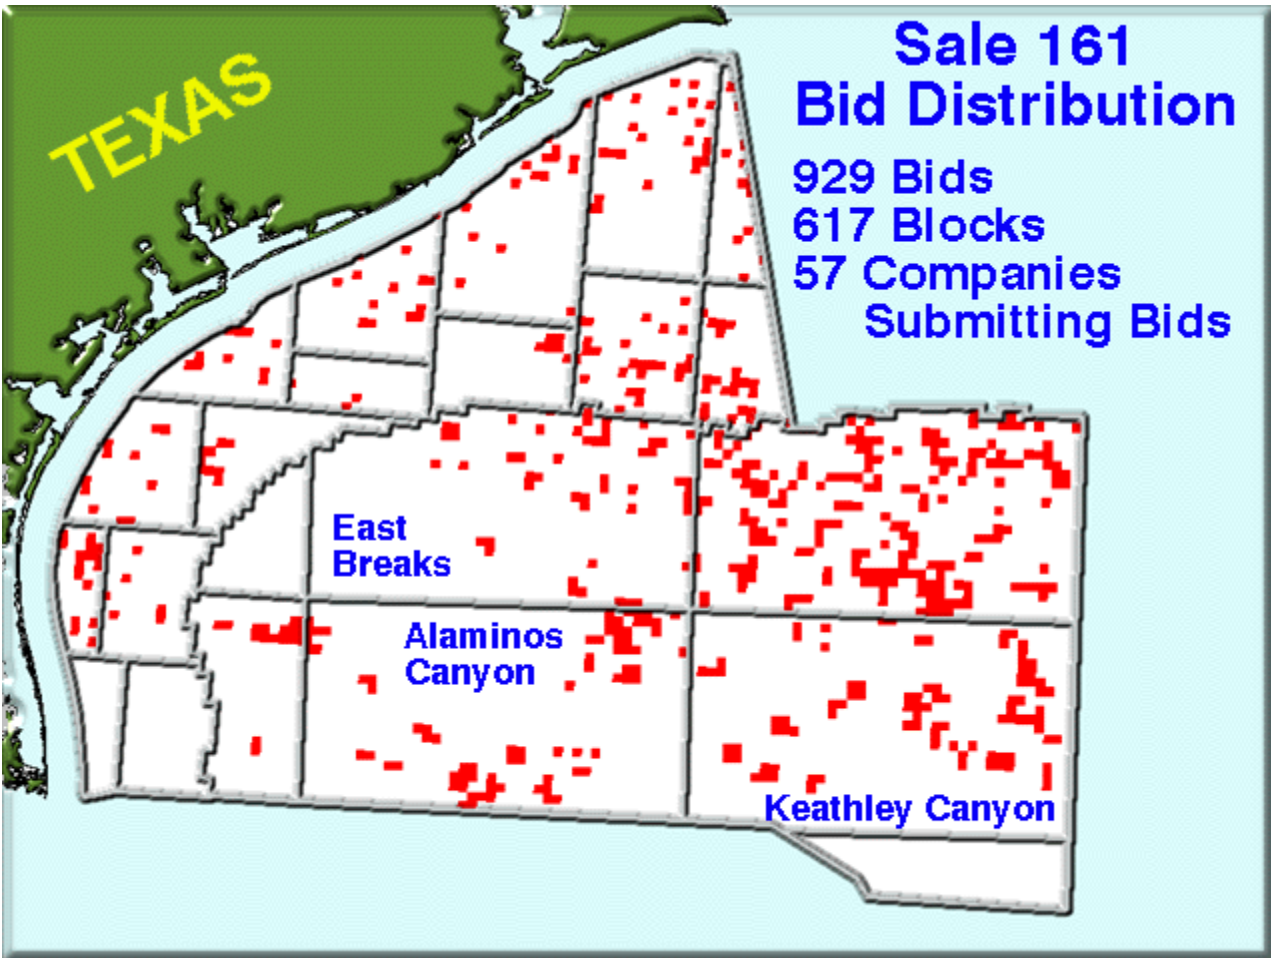 TEXAS
Sale 161
Bid Distribution
929 Bids
617 Blocks
57 Companies
Submitting Bids
East
Breaks
Alaminos
Canyon
Keathley Canyon